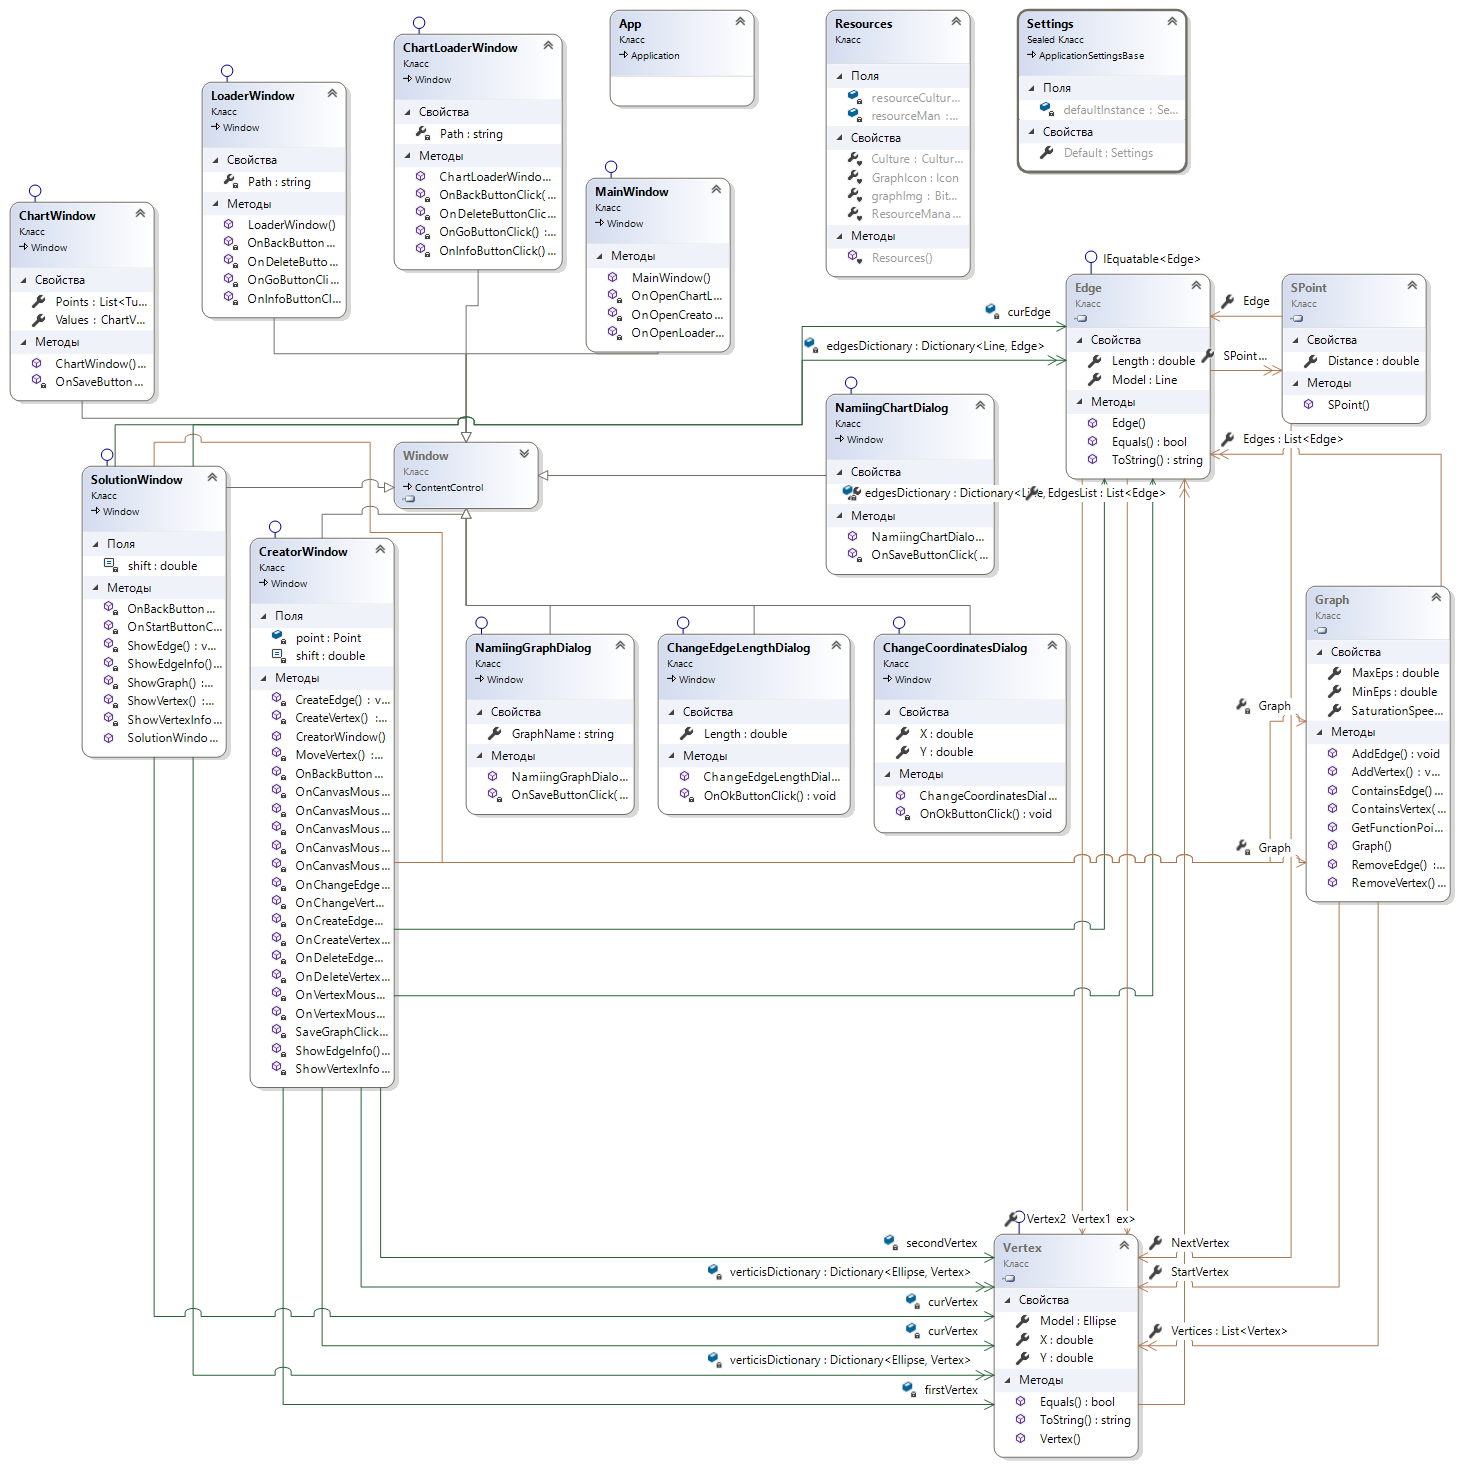 App
Класс
Application
Resources
Класс
Поля
resourceCultur...
resourceMan :...
Свойства
Culture : Cultur...
GraphIcon : Icon
graphImg : Bit...
ResourceMana...
Методы
Resources()
Settings
Sealed Класс
ApplicationSettingsBase
Поля
defaultInstance : Se...
Свойства
Default : Settings
ChartLoaderWindow
Класс
Window
Свойства
Path : string
Методы
ChartLoaderWindo...
OnBackButtonClick(...
OnDeleteButtonClic...
OnGoButtonClick() :...
OnInfoButtonClick()...
LoaderWindow
Класс
Window
Свойства
Path : string
Методы
LoaderWindow()
OnBackButton...
OnDeleteButto...
OnGoButtonCli...
OnInfoButtonCl...
MainWindow
Класс
Window
Методы
MainWindow()
OnOpenChartL...
OnOpenCreato...
OnOpenLoader...
ChartWindow
Класс
Window
Свойства
Points : List<Tu...
Values : ChartV...
Методы
ChartWindow()...
OnSaveButton...
IEquatable<Edge>
Edge
Класс
Свойства
Length : double
Model : Line
Методы
Edge()
Equals() : bool
ToString() : string
SPoint
Класс
Свойства
Distance : double
Методы
SPoint()
curEdge
edgesDictionary : Dictionary<Line, Edge>
Edge
SPoint...
Edges : List<Edge>
NamiingChartDialog
Класс
Window
Свойства
edgesDictionary : Dictionary<Line, EdgesList : List<Edge>
Методы
NamiingChartDialo...
OnSaveButtonClick(...
Window
Класс
ContentControl
SolutionWindow
Класс
Window
Поля
shift : double
Методы
OnBackButton...
OnStartButtonC...
ShowEdge() : v...
ShowEdgeInfo()...
ShowGraph() :...
ShowVertex() :...
ShowVertexInfo...
SolutionWindo...
CreatorWindow
Класс
Window
Поля
point : Point
shift : double
Методы
CreateEdge() : v...
CreateVertex() :...
CreatorWindow()
MoveVertex() :...
OnBackButton...
OnCanvasMous...
OnCanvasMous...
OnCanvasMous...
OnCanvasMous...
OnCanvasMous...
OnChangeEdge...
OnChangeVert...
OnCreateEdge...
OnCreateVertex...
OnDeleteEdge...
OnDeleteVertex...
OnVertexMous...
OnVertexMous...
SaveGraphClick...
ShowEdgeInfo()...
ShowVertexInfo...
NamiingGraphDialog
Класс
Window
Свойства
GraphName : string
Методы
NamiingGraphDialo...
OnSaveButtonClick(...
ChangeEdgeLengthDialog
Класс
Window
Свойства
Length : double
Методы
ChangeEdgeLengthDial...
OnOkButtonClick() : void
ChangeCoordinatesDialog
Класс
Window
Свойства
X : double
Y : double
Методы
ChangeCoordinatesDial...
OnOkButtonClick() : void
Graph
Класс
Свойства
MaxEps : double
MinEps : double
SaturationSpee...
Методы
AddEdge() : void
AddVertex() : v...
ContainsEdge()...
ContainsVertex(...
GetFunctionPoi...
Graph()
RemoveEdge() :...
RemoveVertex()...
Graph
Graph
Vertex2 Vertex1 ex>
secondVertex
verticisDictionary : Dictionary<Ellipse, Vertex>
curVertex
curVertex
verticisDictionary : Dictionary<Ellipse, Vertex>
firstVertex
Vertex
Класс
Свойства
Model : Ellipse
X : double
Y : double
Методы
Equals() : bool
ToString() : string
Vertex()
NextVertex
StartVertex
Vertices : List<Vertex>